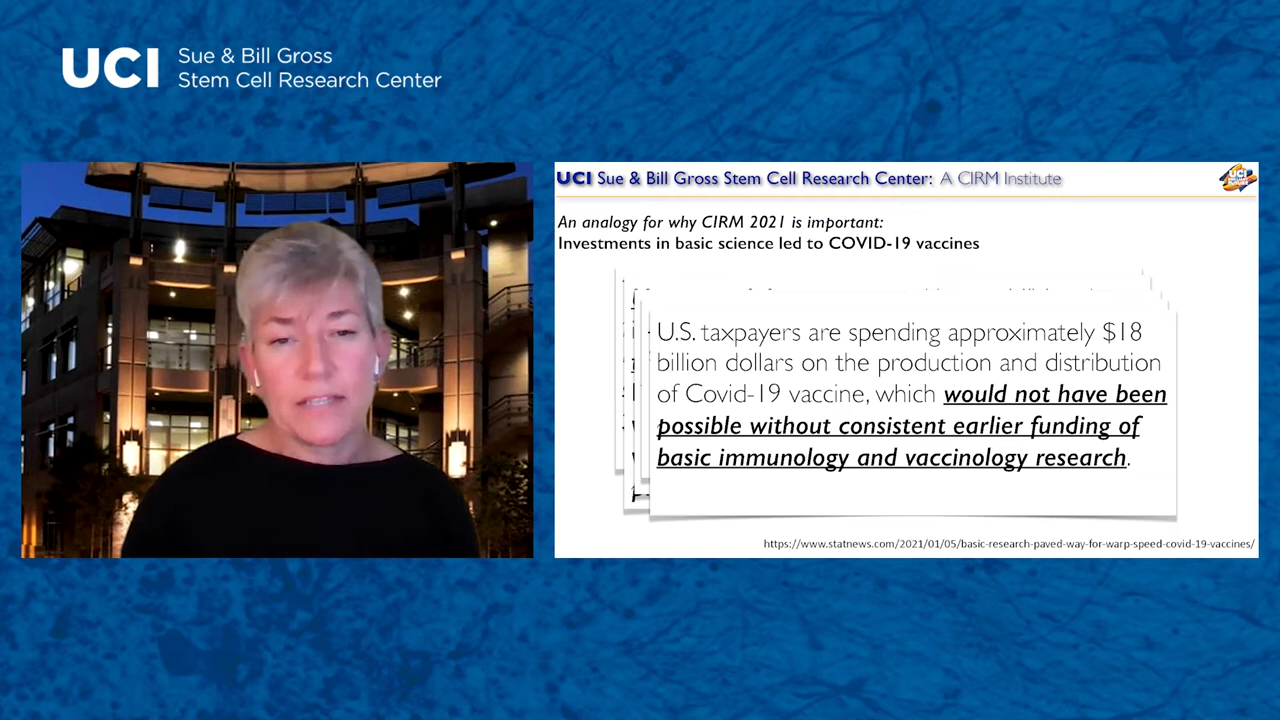 UCI Sue & Bill Gross
Stem Cell Research Center
UCI Sue & Bill Gross Stem Cell Research Center: A CIRM Institute
UCI
An analogy for why CIRM 2021 is important:
Investments in basic science led to COVID-19 vaccines
U.S. taxpayers are spending approximately $18
billion dollars on the production and distribution
of Covid-19 vaccine, which would not have been
possible without consistent earlier funding of
basic immunology and vaccinology research.
https://www.statnews.com/2021/01/05/basic-research-paved-way-for-warp-speed-covid-19-vaccines/